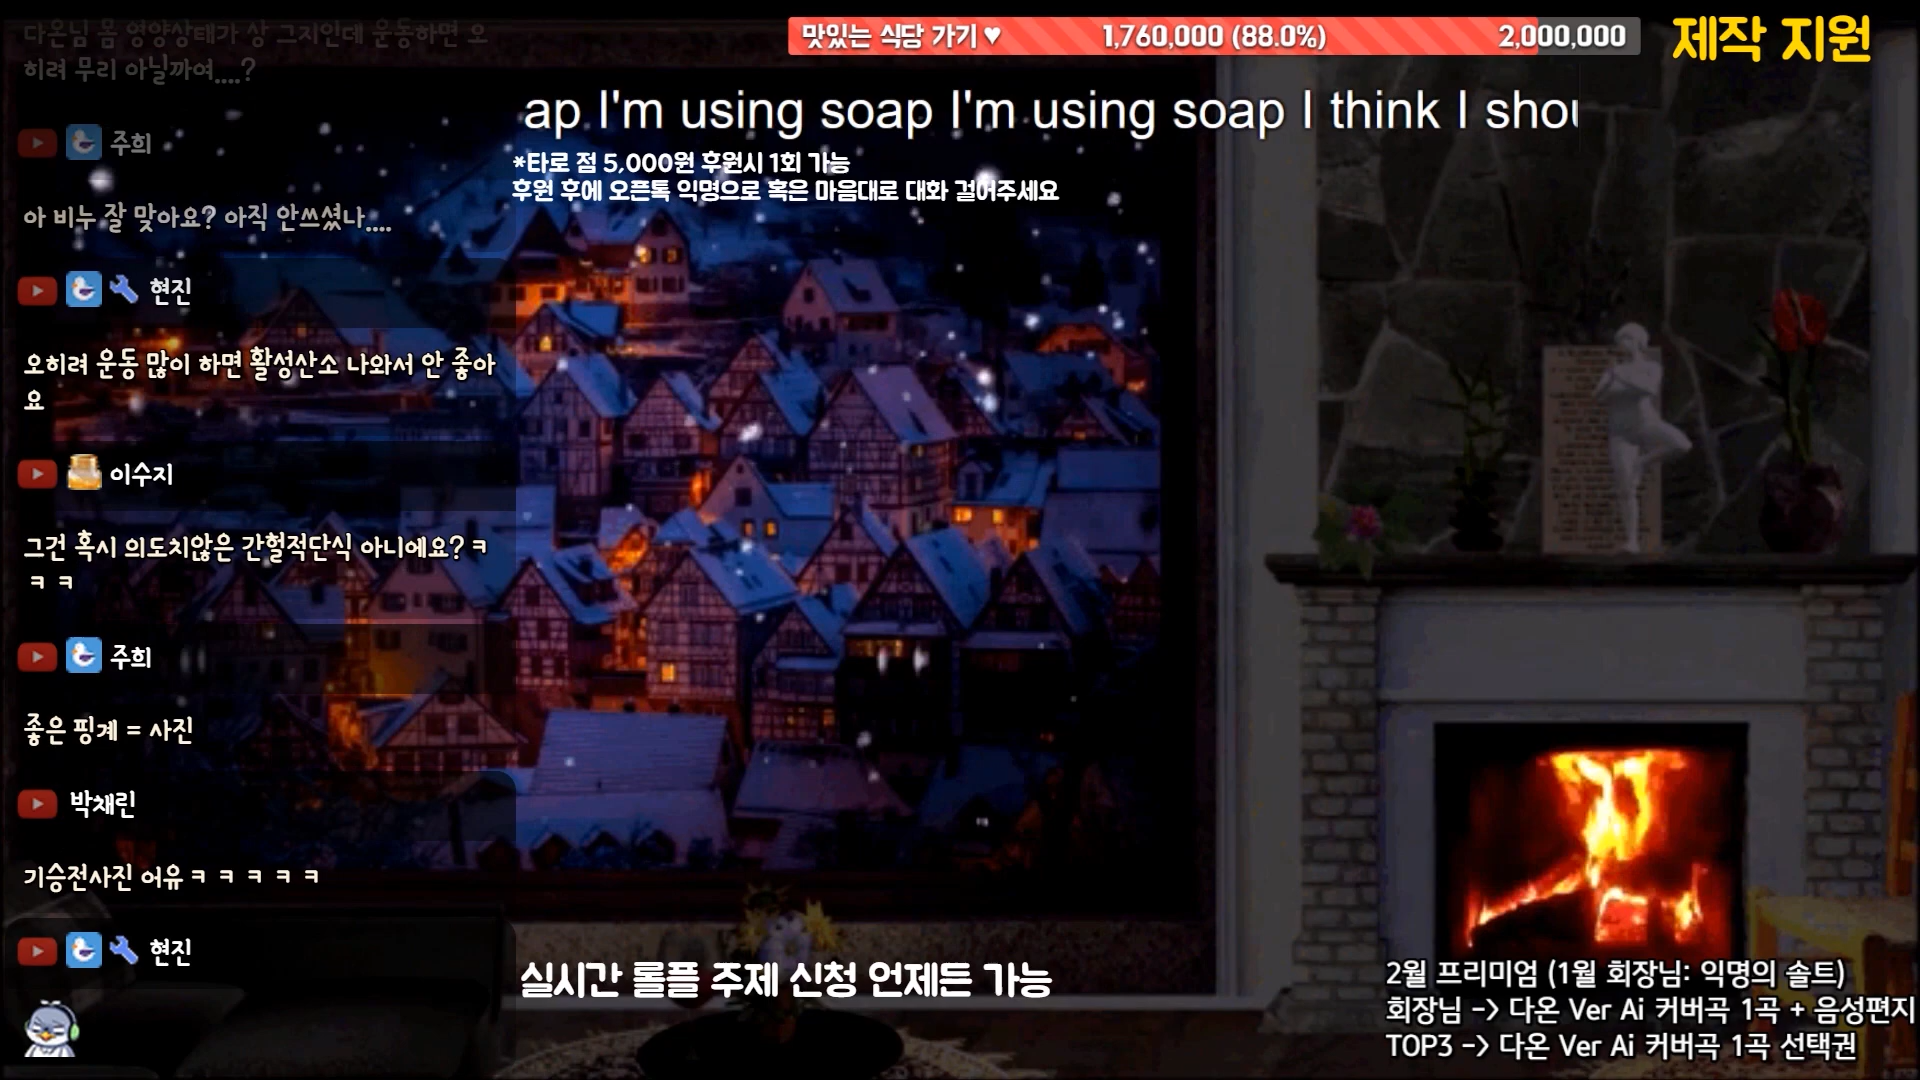 다온님 몸 영양상태가 상 그지인데 운동하면 오
히려 무리 아닐까여....?
주희
아 비누 잘 맞아요? 아직 안쓰셨나....
현진
오히려 운동 많이 하면 활성산소 나와서 안 좋아
요
이수지
그건 혹시 의도치않은 간헐적단식 아니에요? ㅋ
ㅋ ㅋ
주희
좋은 핑계 = 사진
박채린
기승전사진 어유 ㅋ ㅋ ㅋ ㅋ ㅋ
현진
맛있는 식당 가기 ♥ 1,760,000 (88.0%) 2,000,000
제작 지원
ap I'm using soap I'm using soap I think I shou
*타로 점 5,000원 후원시 1회 가능
후원 후에 오픈톡 익명으로 혹은 마음대로 대화 걸어주세요
실시간 롤플 주제 신청 언제든 가능
2월 프리미엄 (1월 회장님: 익명의 솔트)
회장님 -> 다온 Ver Ai 커버곡 1곡 + 음성편지
TOP3 -> 다온 Ver Ai 커버곡 1곡 선택권